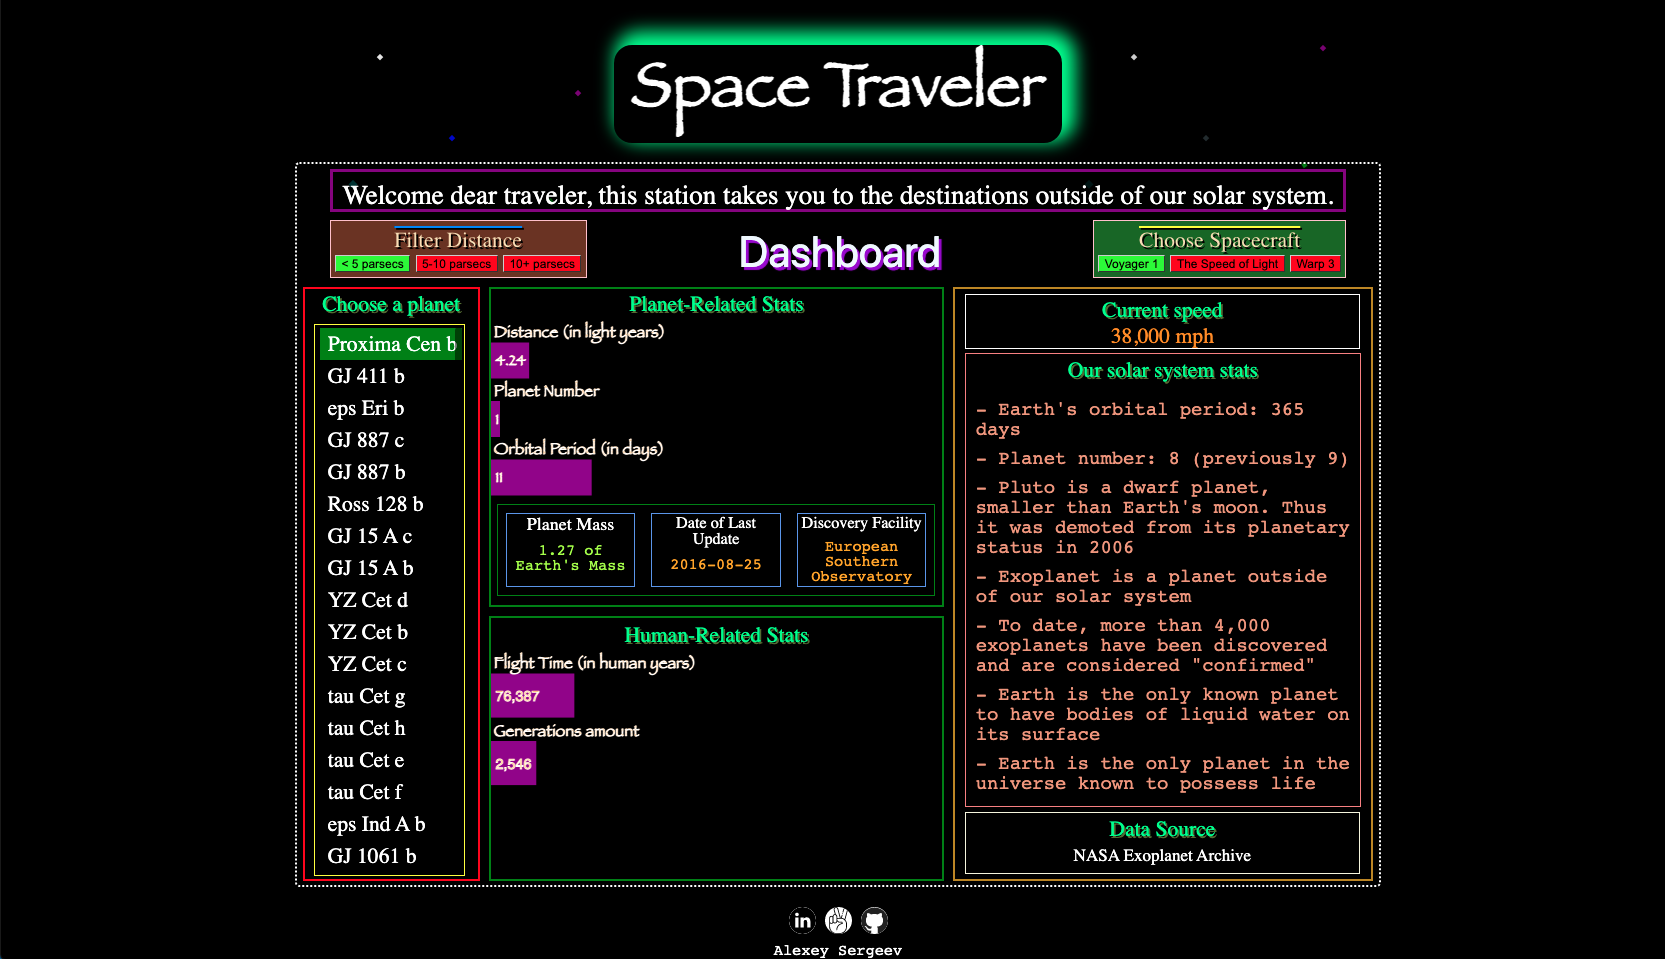 Space Traveler
Welcome dear traveler, this station takes you to the destinations outside of our solar system.
Filter Distance
< 5 parsecs 5-10 parsecs 10+ parsecs
Dashboard
Choose Spacecraft
Voyager 1 The Speed of Light Warp 3
Choose a planet
Proxima Cen b
GJ 411 b
eps Eri b
GJ 887 c
GJ 887 b
Ross 128 b
GJ 15 A c
GJ 15 A b
YZ Cet d
YZ Cet b
YZ Cet c
tau Cet g
tau Cet h
tau Cet e
tau Cet f
eps Ind A b
GJ 1061 b
Planet-Related Stats
Distance (in light years)
4.24
Planet Number
1
Orbital Period (in days)
11
Planet Mass
1.27 of
Earth's Mass
Date of Last
Update
2016-08-25
Discovery Facility
European
Southern
Observatory
Human-Related Stats
Flight Time (in human years)
76,387
Generations amount
2,546
Current speed
38,000 mph
Our solar system stats
- Earth's orbital period: 365
days
- Planet number: 8 (previously 9)
- Pluto is a dwarf planet,
smaller than Earth's moon. Thus
it was demoted from its planetary
status in 2006
- Exoplanet is a planet outside
of our solar system
- To date, more than 4,000
exoplanets have been discovered
and are considered "confirmed"
- Earth is the only known planet
to have bodies of liquid water on
its surface
- Earth is the only planet in the
universe known to possess life
Data Source
NASA Exoplanet Archive
in
Alexey Sergeev